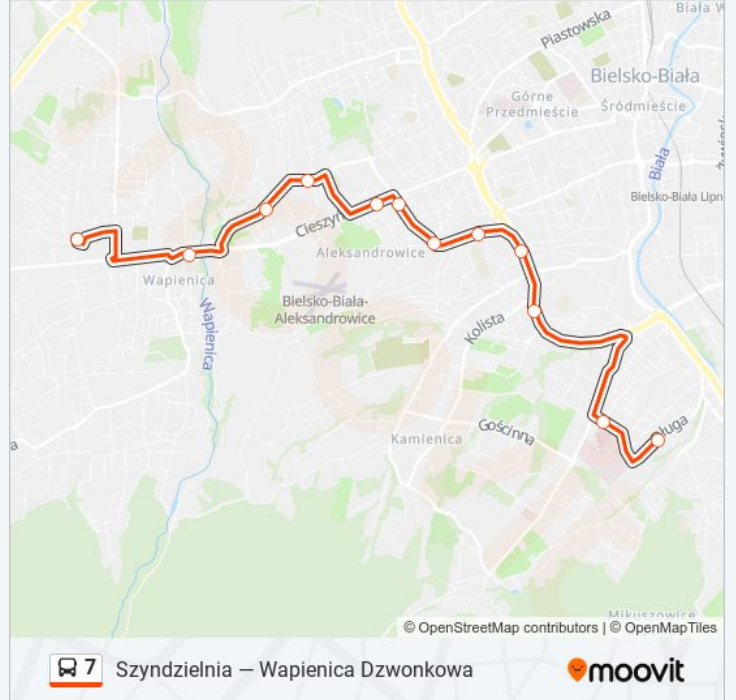 Biała W
Piastowska
Bielsko-Biała
Górne
Przedmieście
Śródmieście
Biała
Bielsko-Biała Lipn
Cieszyn
Aleksandrowice
Wapienica
Bielsko-Biała-
Aleksandrowice
Wapienica
Kolista
Kamienica
Gościnna
ługa
a
Mikuszowice
© OpenStreetMap contributors | © OpenMapTiles
7 Szyndzielnia — Wapienica Dzwonkowa
moovit